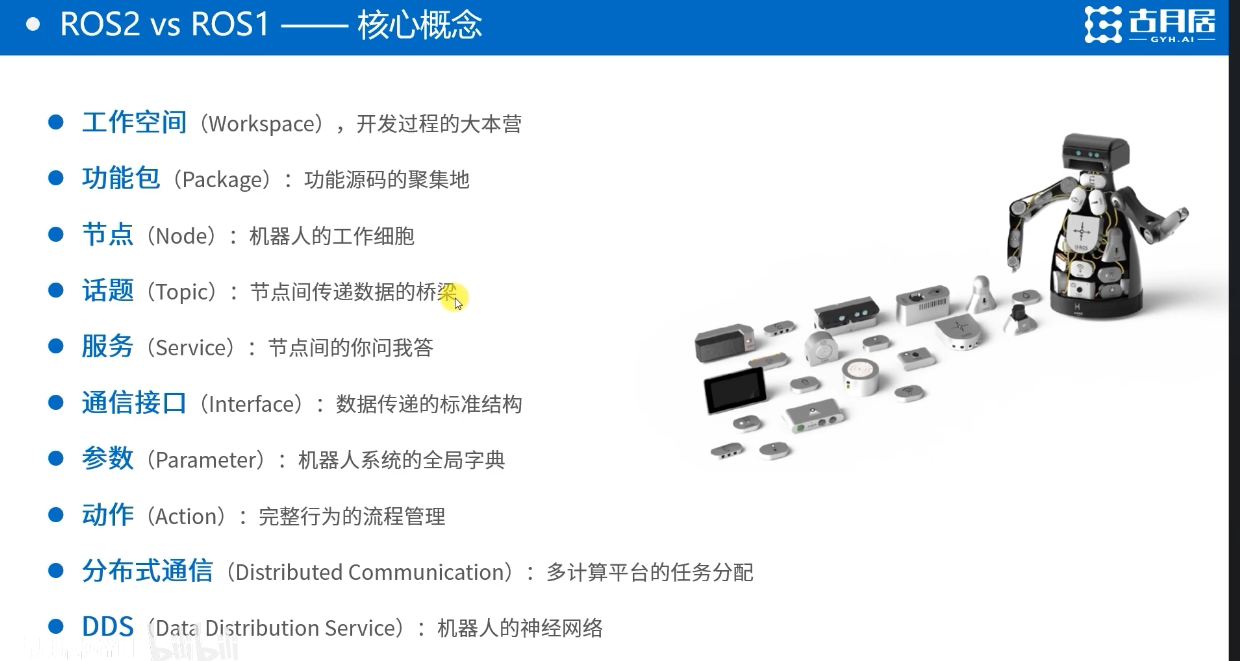 ROS2 vs ROS1 —— 核心概念
古月居
GYH.AI
工作空间（Workspace），开发过程的大本营
功能包（Package）：功能源码的聚集地
节点（Node）：机器人的工作细胞
话题（Topic）：节点间传递数据的桥梁
服务（Service）：节点间的你问我答
通信接口（Interface）：数据传递的标准结构
参数（Parameter）：机器人系统的全局字典
动作（Action）：完整行为的流程管理
分布式通信（Distributed Communication）：多计算平台的任务分配
DDS（Data Distribution Service）：机器人的神经网络
bilibili